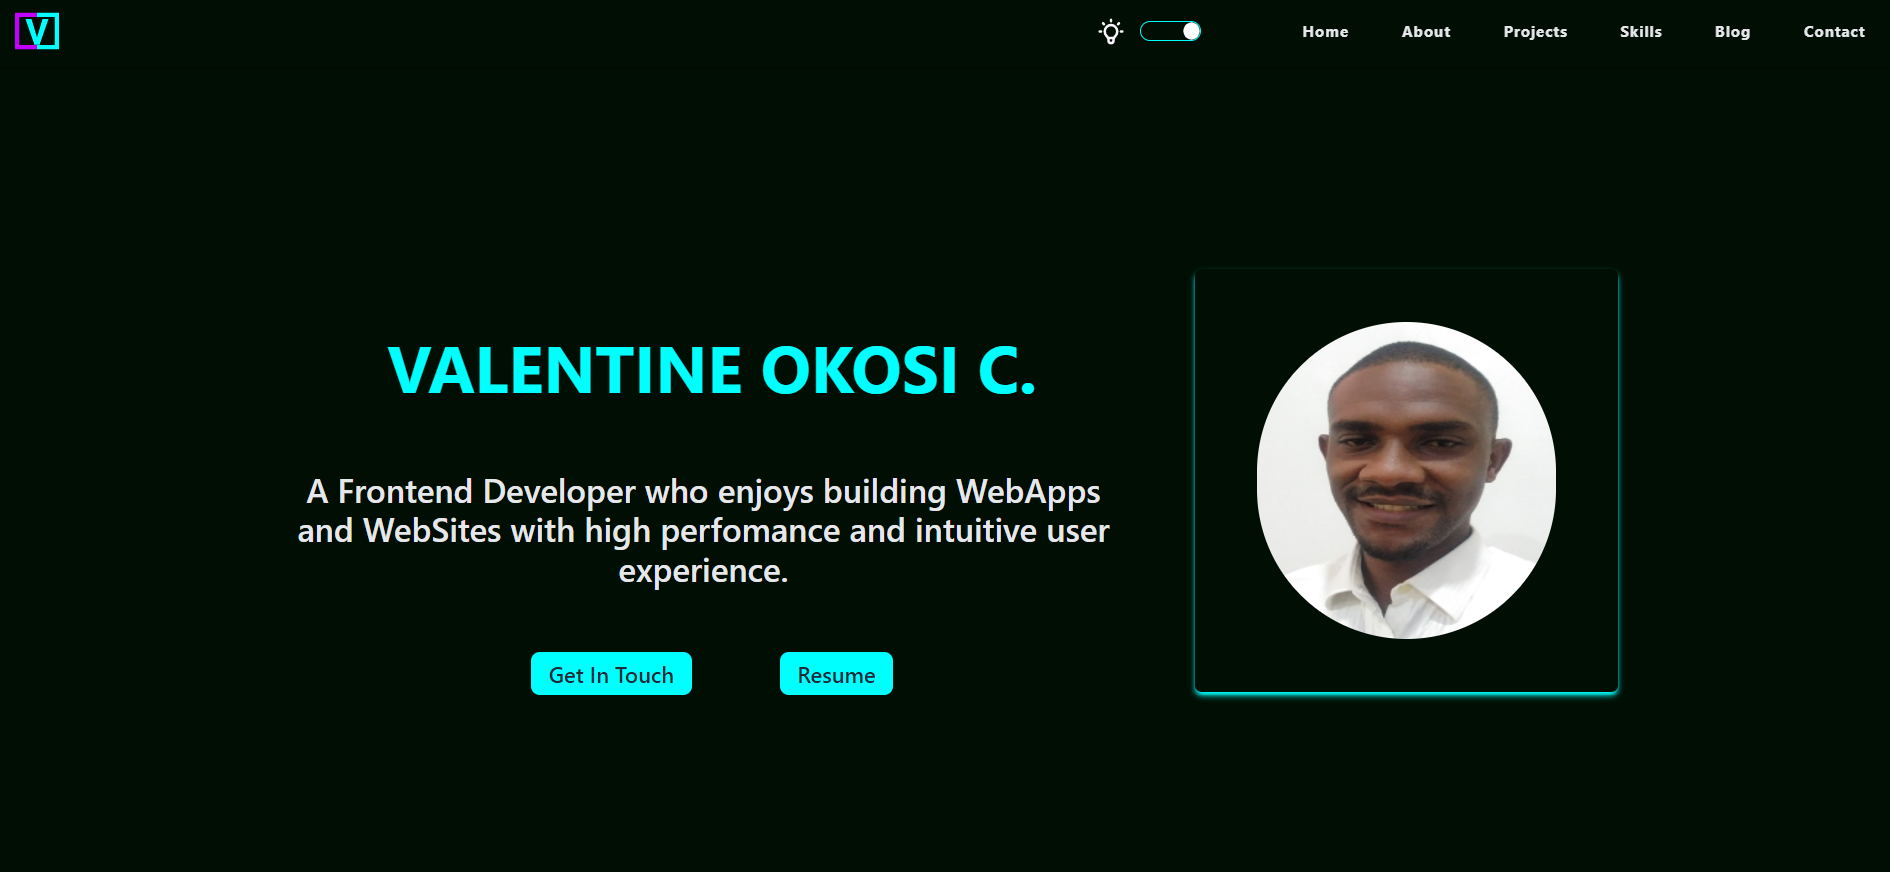 V
Home About Projects Skills Blog Contact
VALENTINE OKOSI C.
A Frontend Developer who enjoys building WebApps
and WebSites with high perfomance and intuitive user
experience.
Get In Touch Resume